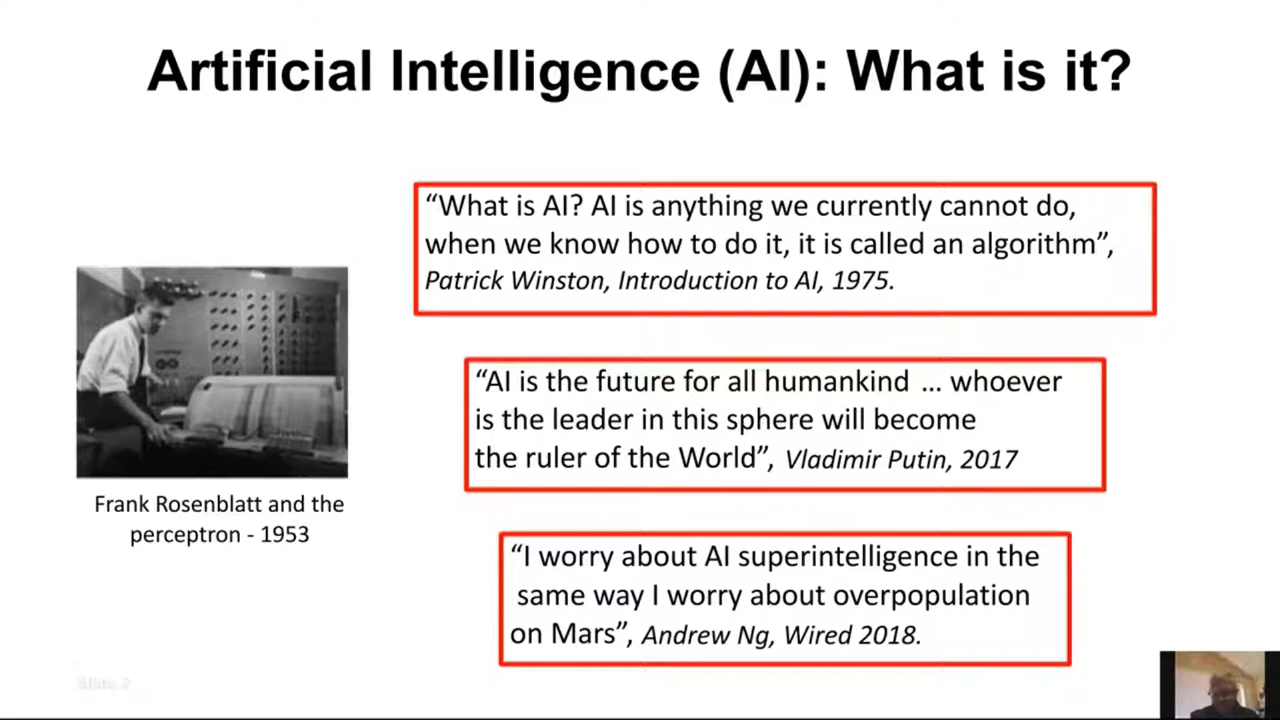 Artificial Intelligence (AI): What is it?
“What is AI? AI is anything we currently cannot do,
when we know how to do it, it is called an algorithm”,
Patrick Winston, Introduction to AI, 1975.
“AI is the future for all humankind ... whoever
is the leader in this sphere will become
the ruler of the World”, Vladimir Putin, 2017
“I worry about AI superintelligence in the
same way I worry about overpopulation
on Mars”, Andrew Ng, Wired 2018.
Frank Rosenblatt and the
perceptron - 1953
Slide 2